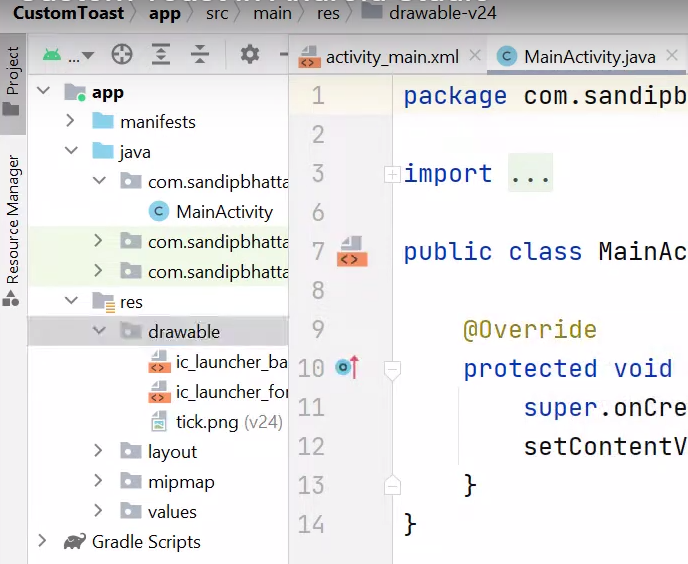 CustomToast app src main res drawable-v24
Project
Resource Manager
...
activity_main.xml
MainActivity.java
app
manifests
java
com.sandipbhatta
MainActivity
com.sandipbhatta
com.sandipbhatta
res
drawable
ic_launcher_ba
ic_launcher_for
tick.png (v24)
layout
mipmap
values
Gradle Scripts
1 package com.sandipb
2
3 import ...
6
7 public class MainAc
8
9 @Override
10 protected void
11 super.onCre
12 setContentV
13 }
14 }